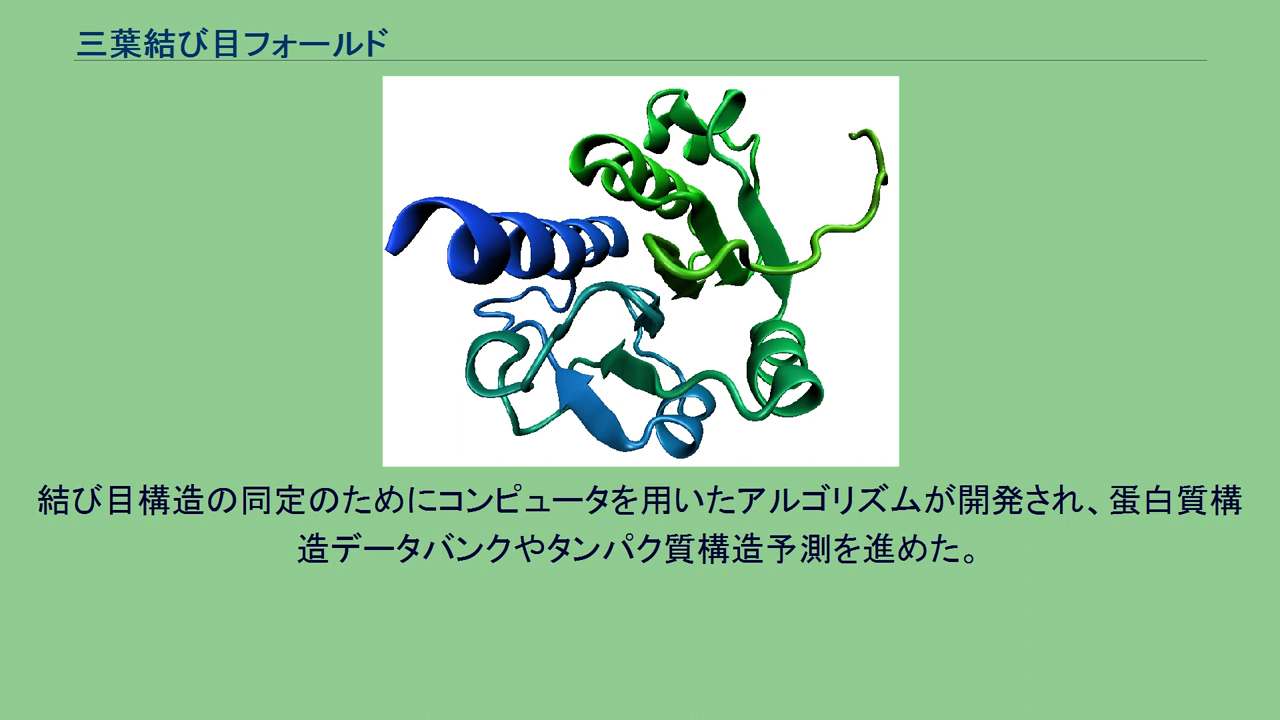 三葉結び目フォールド
結び目構造の同定のためにコンピュータを用いたアルゴリズムが開発され、蛋白質構
造データバンクやタンパク質構造予測を進めた。